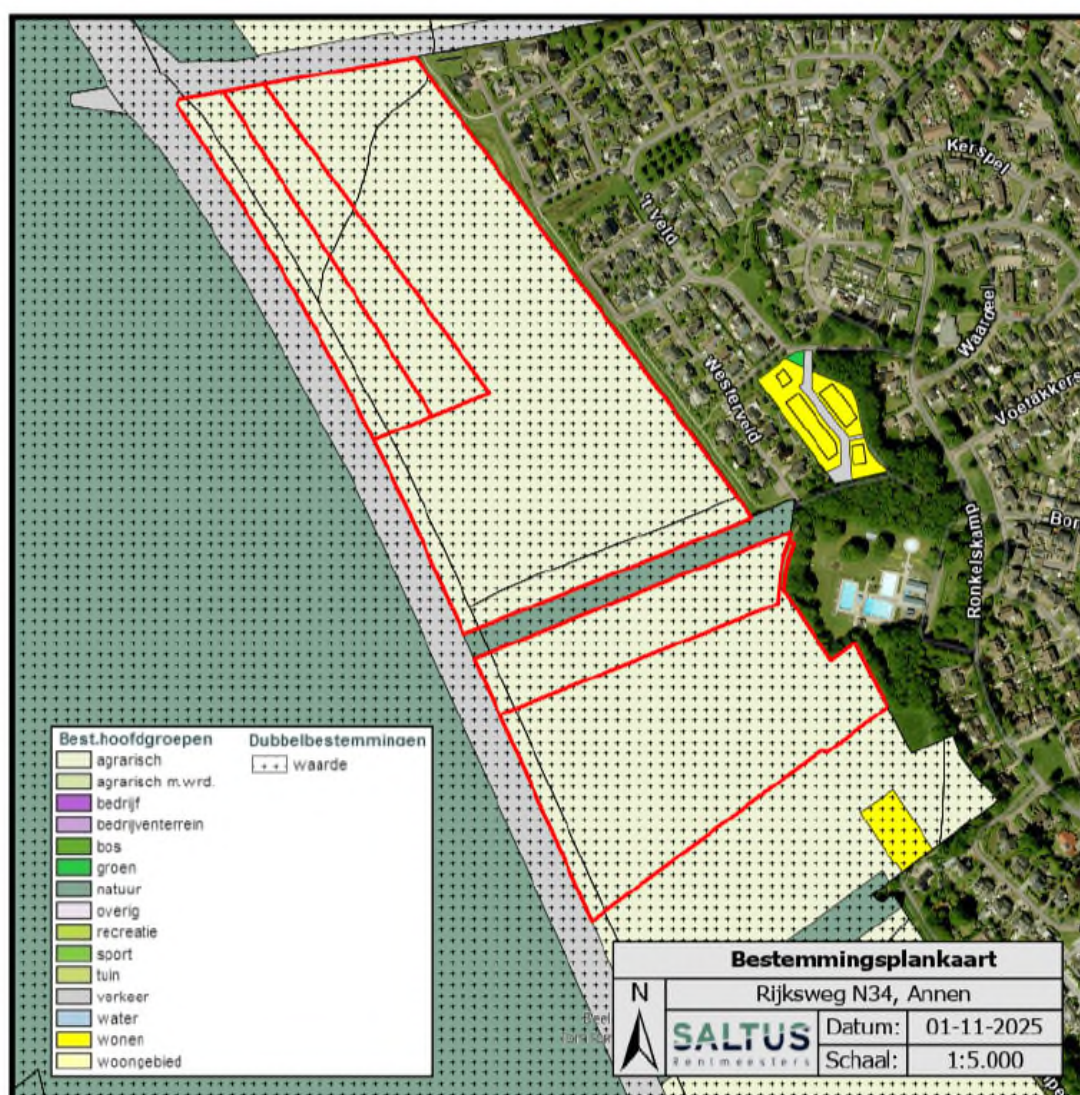 Kerspel
't Veld
Waardeel
Westerveld
Ronkelskamp
Best.hoofdgroepen
agrarisch
agrarisch m.wrd.
bedrijf
bedrijventerrein
bos
groen
natuur
overig
recreatie
sport
tuin
verkeer
water
wonen
woongebied
Dubbelbestemmingen
waarde
Bestemmingsplankaart
N
Rijksweg N34, Annen
SALTUS
Rentmeesters
Datum: 01-11-2025
Schaal: 1:5.000